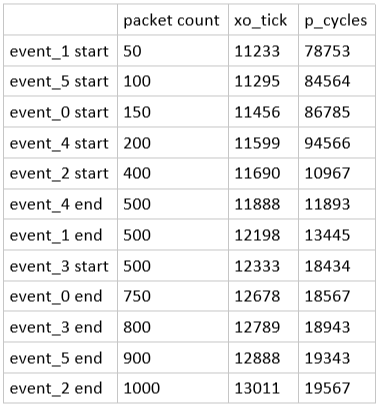 packet count xo_tick p_cycles
event_1 start 50 11233 78753
event_5 start 100 11295 84564
event_0 start 150 11456 86785
event_4 start 200 11599 94566
event_2 start 400 11690 10967
event_4 end 500 11888 11893
event_1 end 500 12198 13445
event_3 start 500 12333 18434
event_0 end 750 12678 18567
event_3 end 800 12789 18943
event_5 end 900 12888 19343
event_2 end 1000 13011 19567